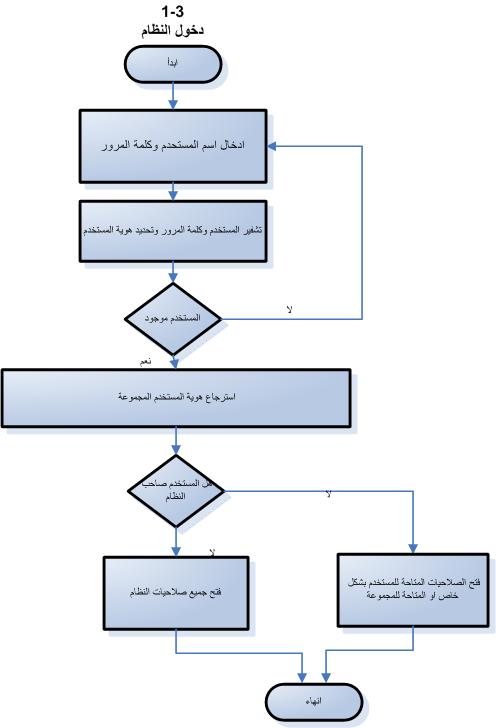 1-3
دخول النظام
ابدأ
ادخال اسم المستخدم وكلمة المرور
تشفير المستخدم وكلمة المرور وتحديد هوية المستخدم
المستخدم موجود
لا
نعم
استرجاع هوية المستخدم المجموعة
هل المستخدم صاحب
النظام
لا
لا
فتح جميع صلاحيات النظام
فتح الصلاحيات المتاحة للمستخدم بشكل
خاص او المتاحة للمجموعة
انهاء